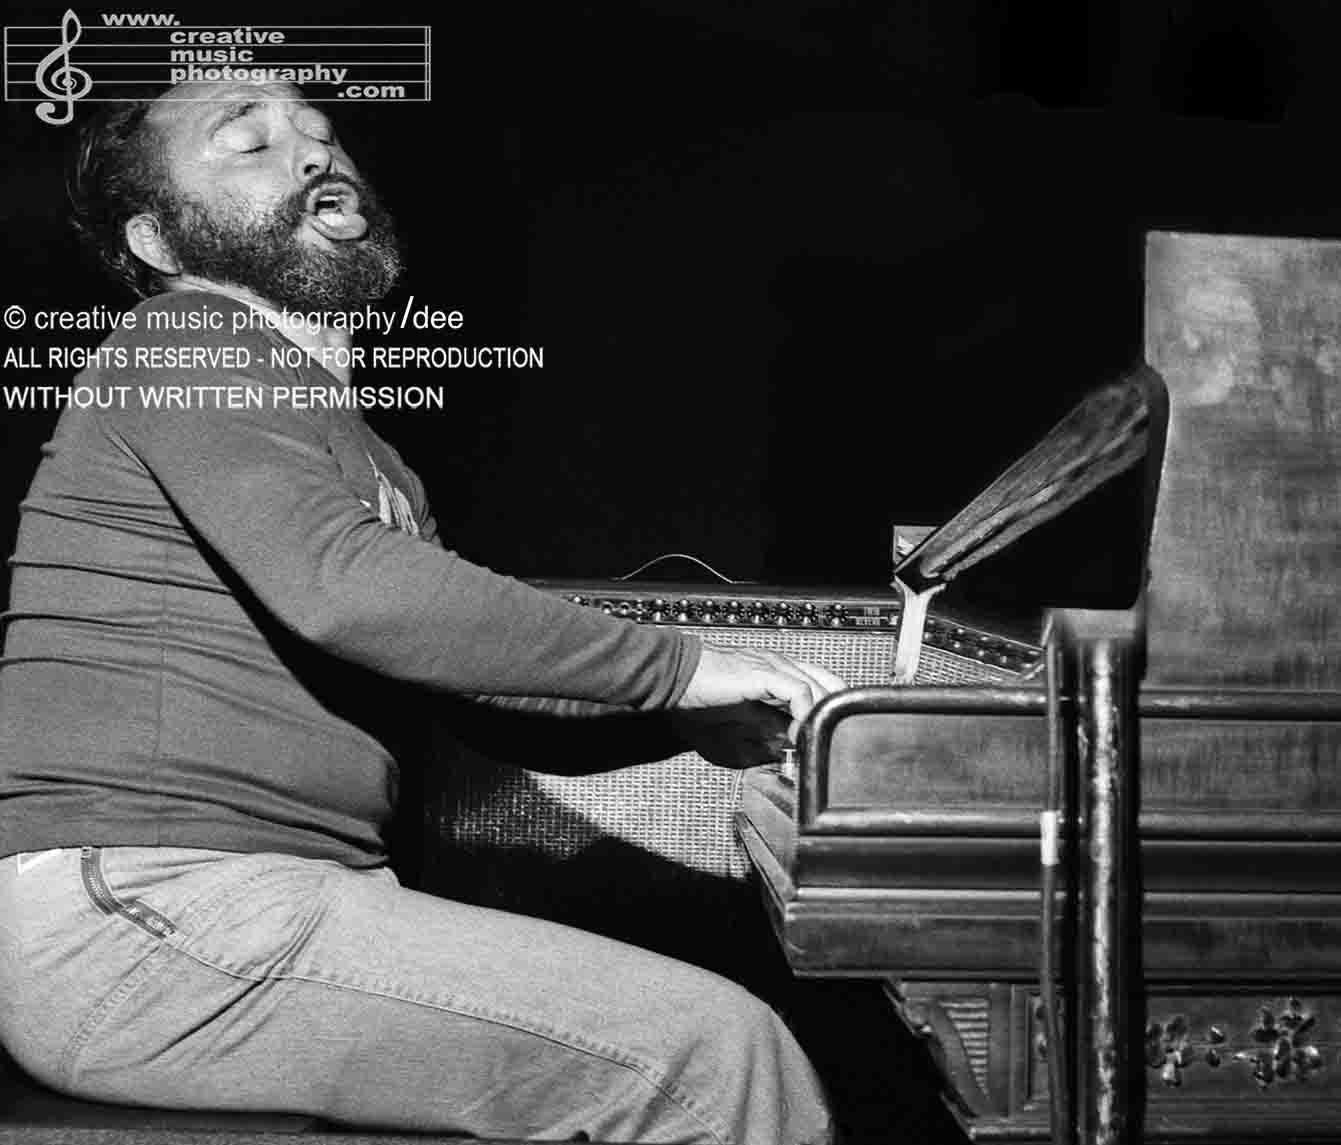 www.
creative
music
photography
.com
© creative music photography/dee
ALL RIGHTS RESERVED - NOT FOR REPRODUCTION
WITHOUT WRITTEN PERMISSION